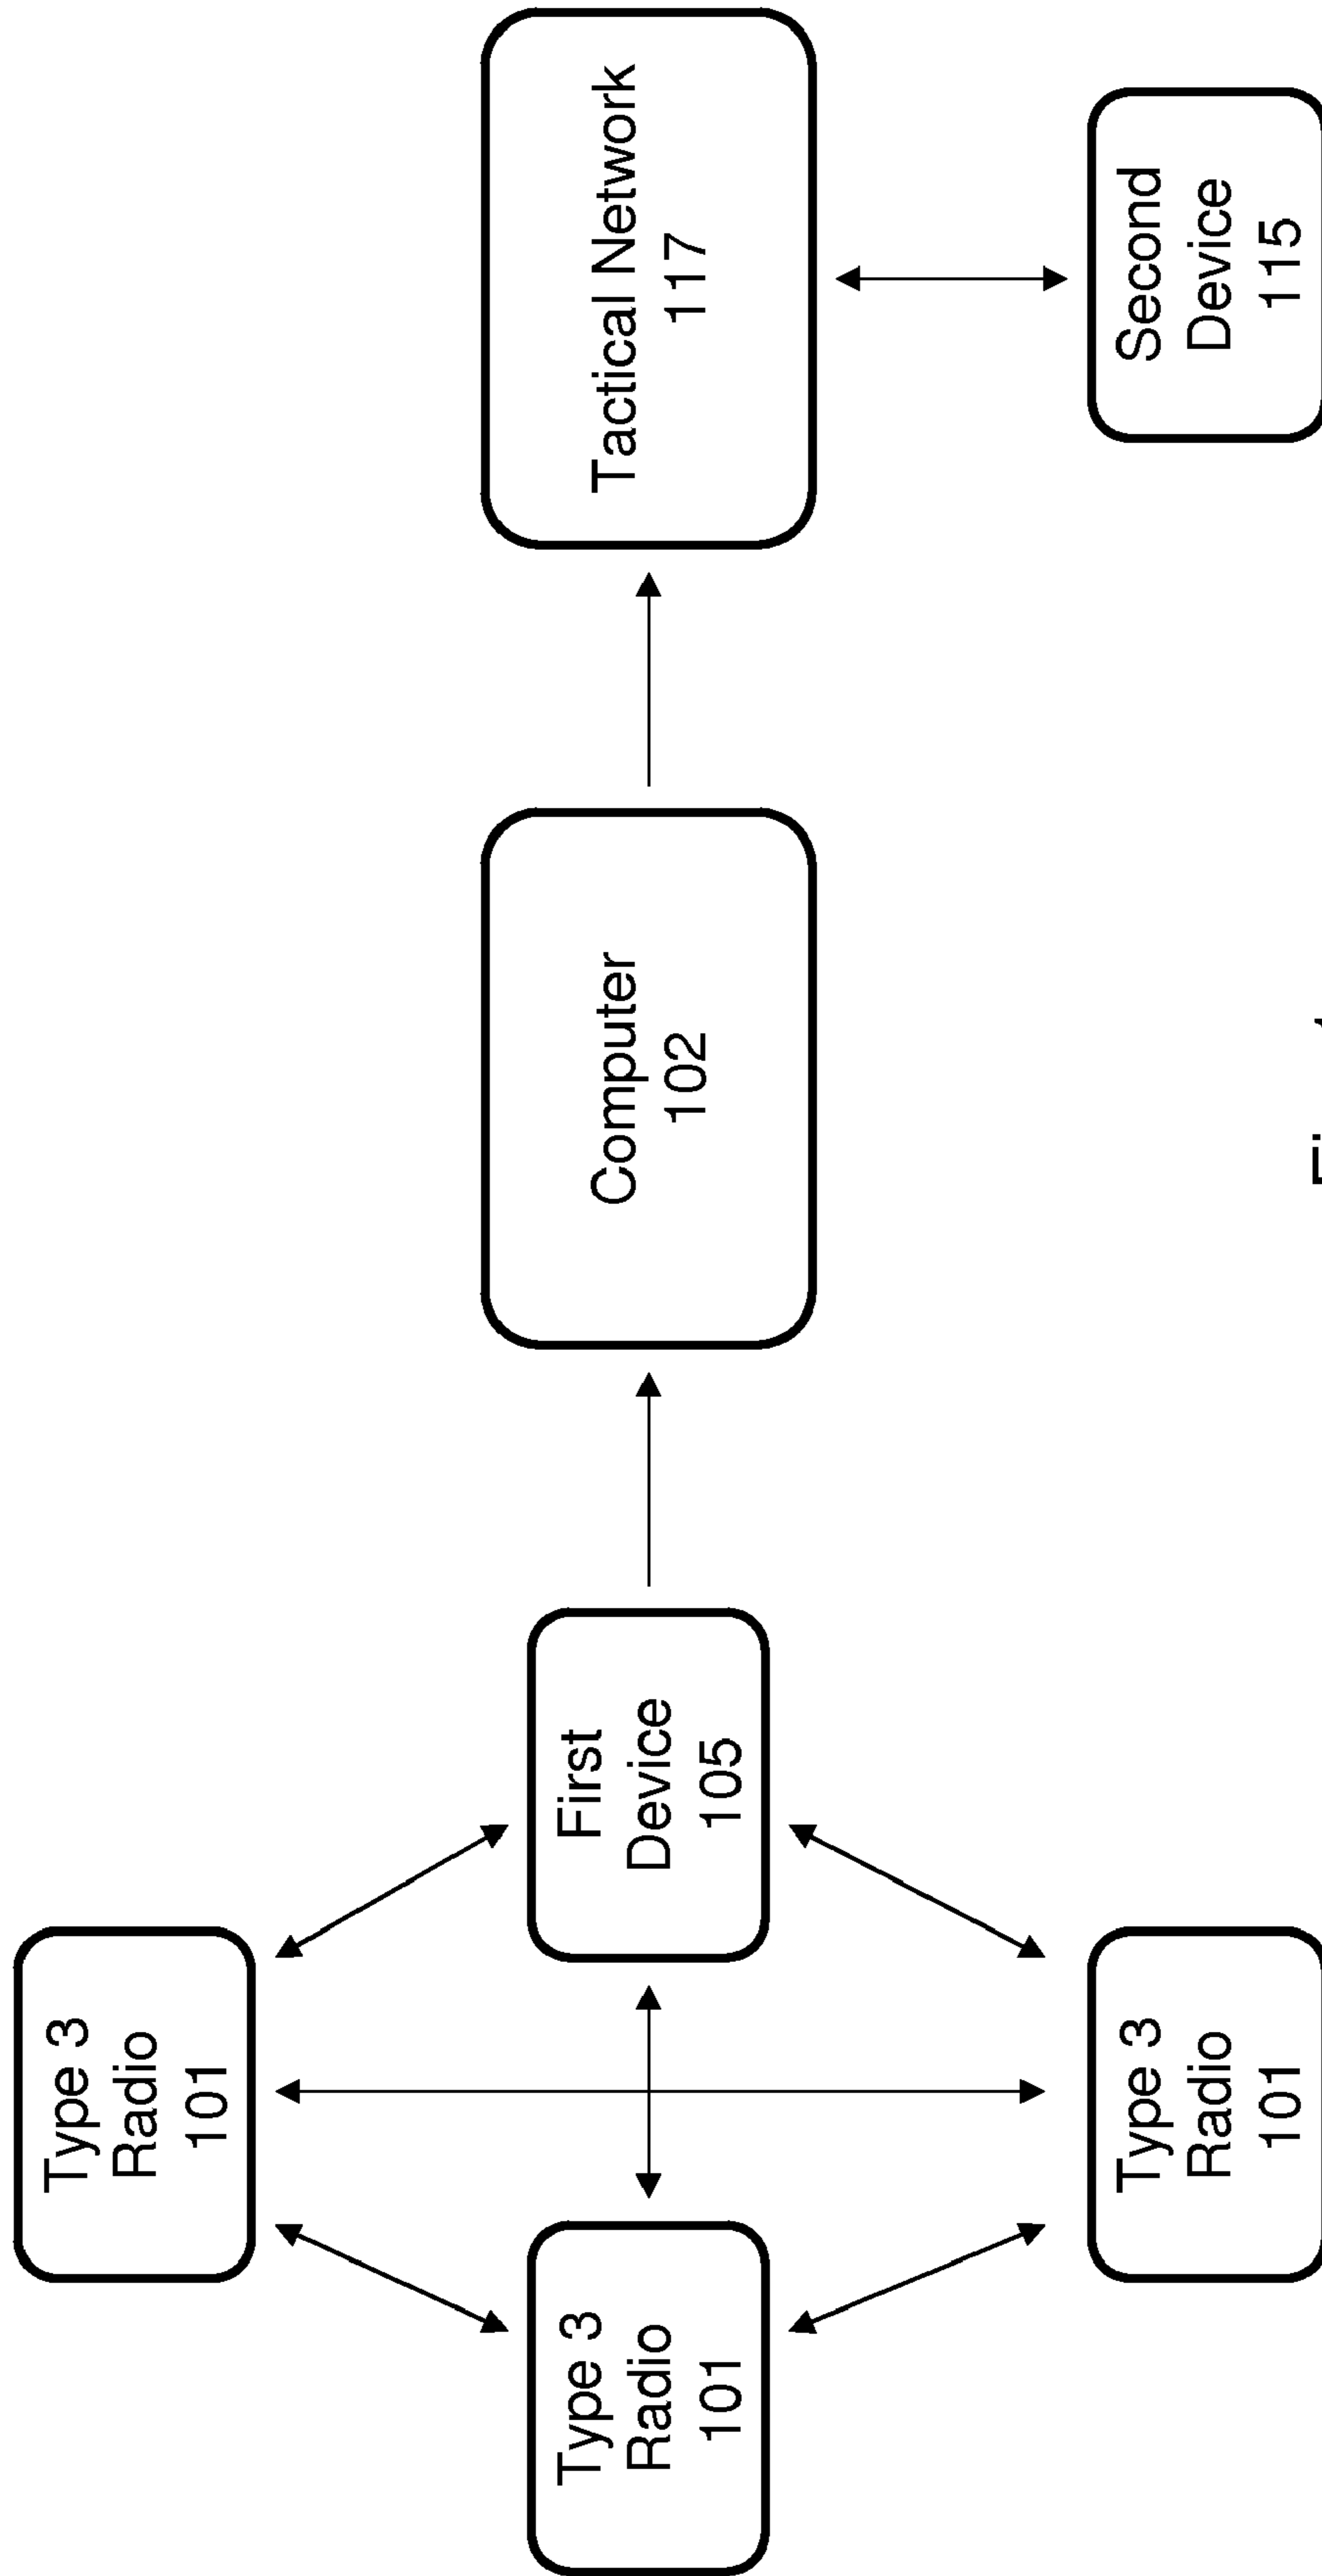 Type 3
Radio
101
Type 3
Radio
101
First
Device
105
Type 3
Radio
101
Computer
102
Tactical Network
117
Second
Device
115